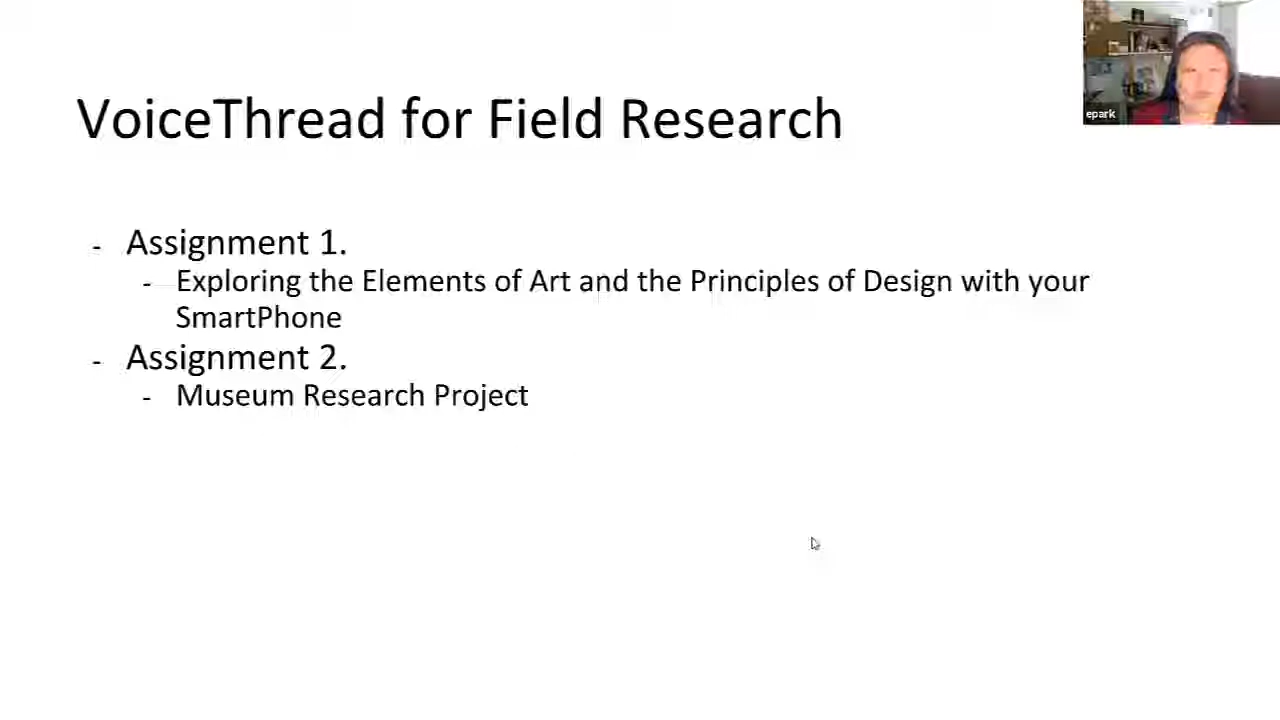 VoiceThread for Field Research
epark
- Assignment 1.
- Exploring the Elements of Art and the Principles of Design with your
SmartPhone
- Assignment 2.
- Museum Research Project